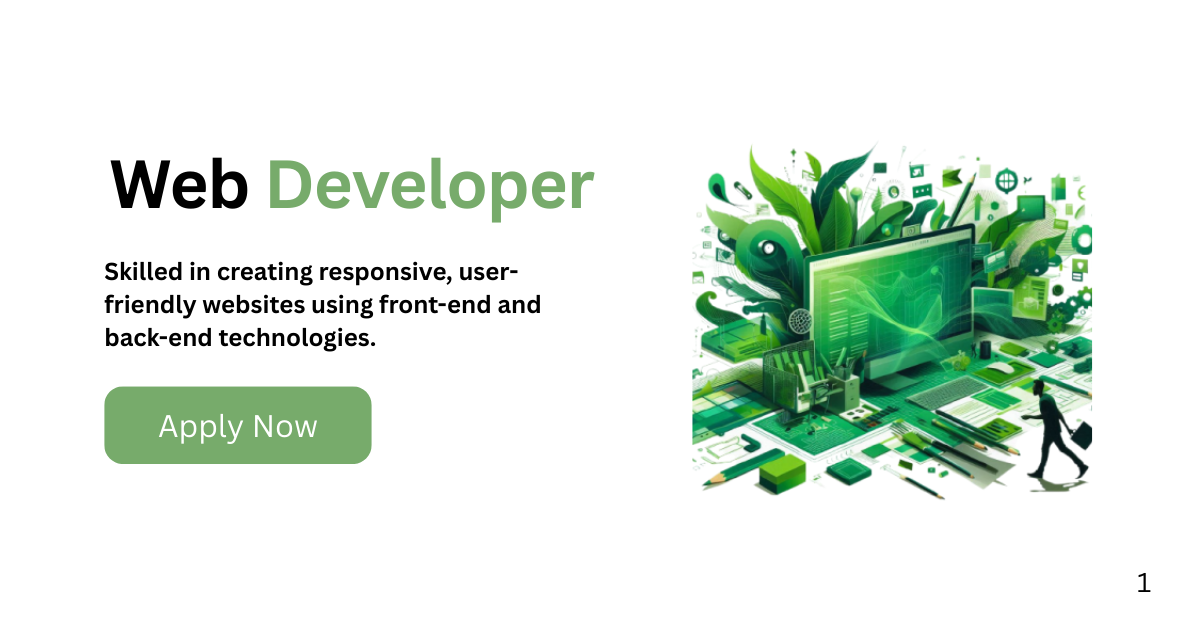 Web Developer
Skilled in creating responsive, user-
friendly websites using front-end and
back-end technologies.
Apply Now
1